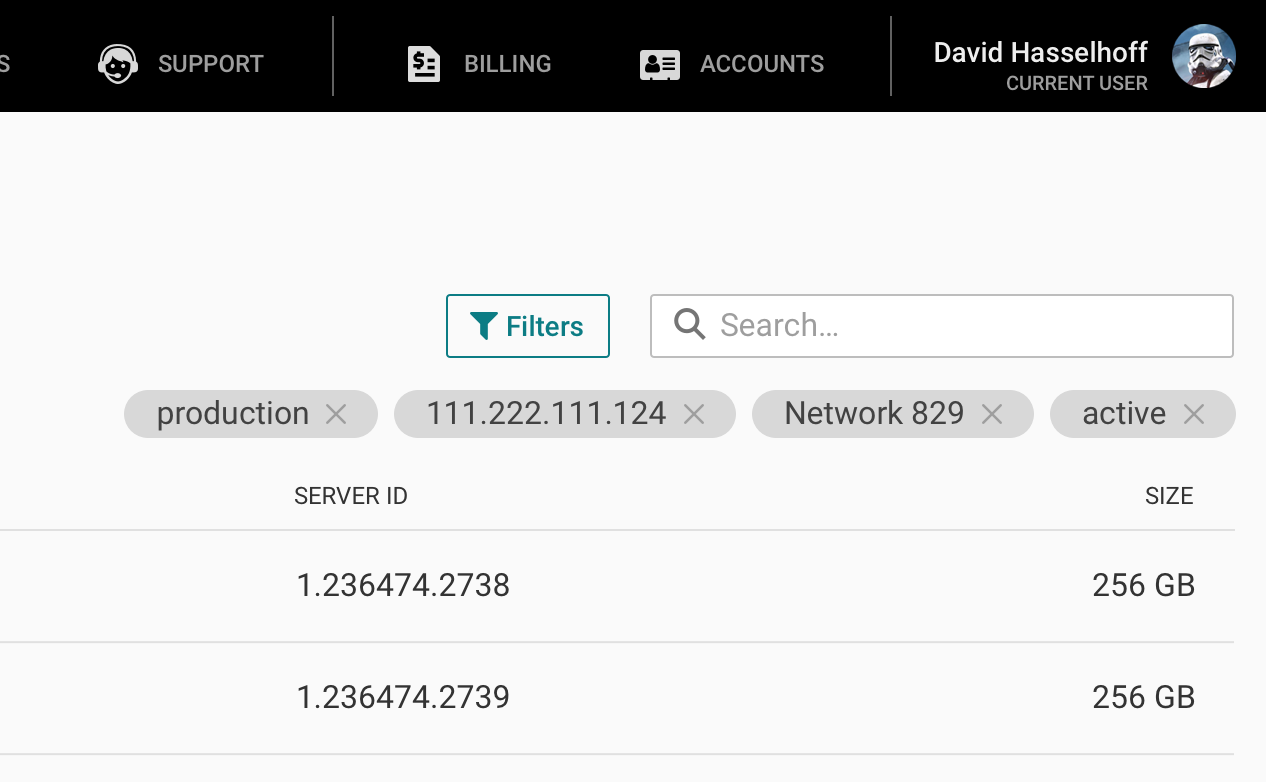 S SUPPORT BILLING ACCOUNTS David Hasselhoff
CURRENT USER
Filters Search...
production 111.222.111.124 Network 829 active
SERVER ID SIZE
1.236474.2738 256 GB
1.236474.2739 256 GB